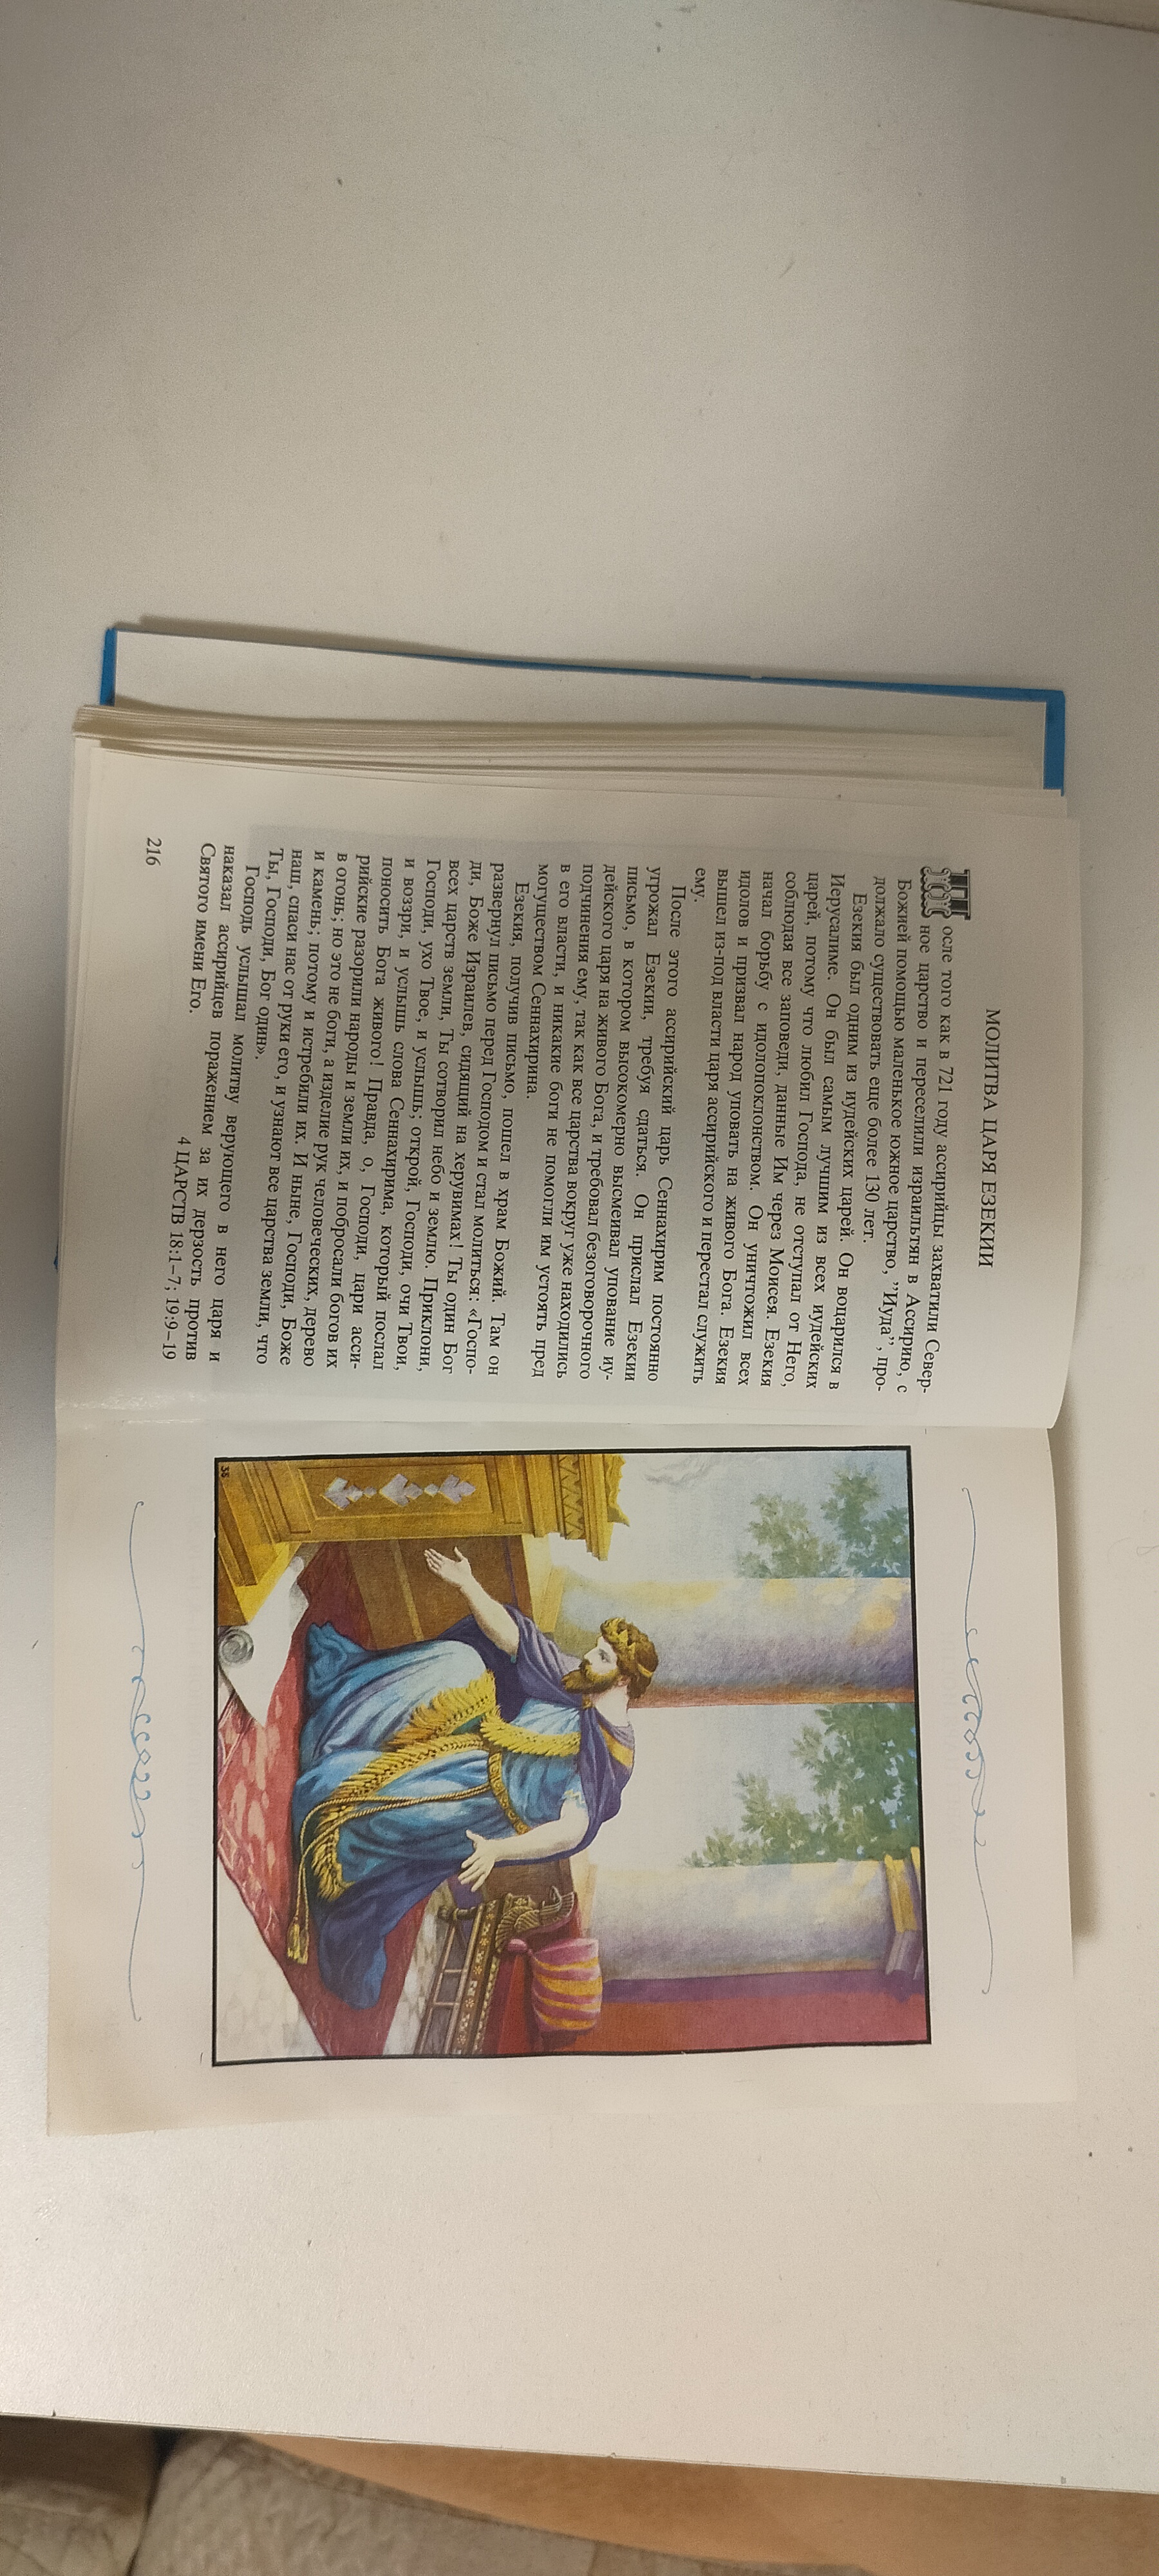 МОЛИТВА ЦАРЯ ЕЗЕКИИ
После того как в 721 году ассирийцы захватили Север-
ное царство и переселили израильтян в Ассирию, с
Божией помощью маленькое южное царство, ”Иуда”, про-
должало существовать еще более 130 лет.
Езекия был одним из иудейских царей. Он воцарился в
Иерусалиме. Он был самым лучшим из всех иудейских
царей, потому что любил Господа, не отступал от Него,
соблюдая все заповеди, данные Им через Моисея. Езекия
начал борьбу с идолопоклонством. Он уничтожил всех
идолов и призвал народ уповать на живого Бога. Езекия
вышел из-под власти царя ассирийского и перестал служить
ему.
После этого ассирийский царь Сеннахирим постоянно
угрожал Езекии, требуя сдаться. Он прислал Езекии
письмо, в котором высокомерно высмеивал упование иу-
дейского царя на живого Бога, и требовал безоговорочного
подчинения ему, так как все царства вокруг уже находились
в его власти, и никакие боги не помогли им устоять пред
могуществом Сеннахирина.
Езекия, получив письмо, пошел в храм Божий. Там он
развернул письмо перед Господом и стал молиться: «Госпо-
ди, Боже Израилев, сидящий на херувимах! Ты один Бог
всех царств земли, Ты сотворил небо и землю. Приклони,
Господи, ухо Твое, и услышь; открой, Господи, очи Твои,
и воззри, и услышь слова Сеннахирима, который послал
поносить Бога живого! Правда, о, Господи, цари асси-
рийские разорили народы и земли их, и побросали богов их
в огонь; но это не боги, а изделие рук человеческих, дерево
и камень; потому и истребили их. И ныне, Господи, Боже
наш, спаси нас от руки его, и узнают все царства земли, что
Ты, Господи, Бог один».
Господь услышал молитву верующего в него царя и
наказал ассирийцев поражением за их дерзость против
Святого имени Его.
4 ЦАРСТВ 18:1–7; 19:9–19
216